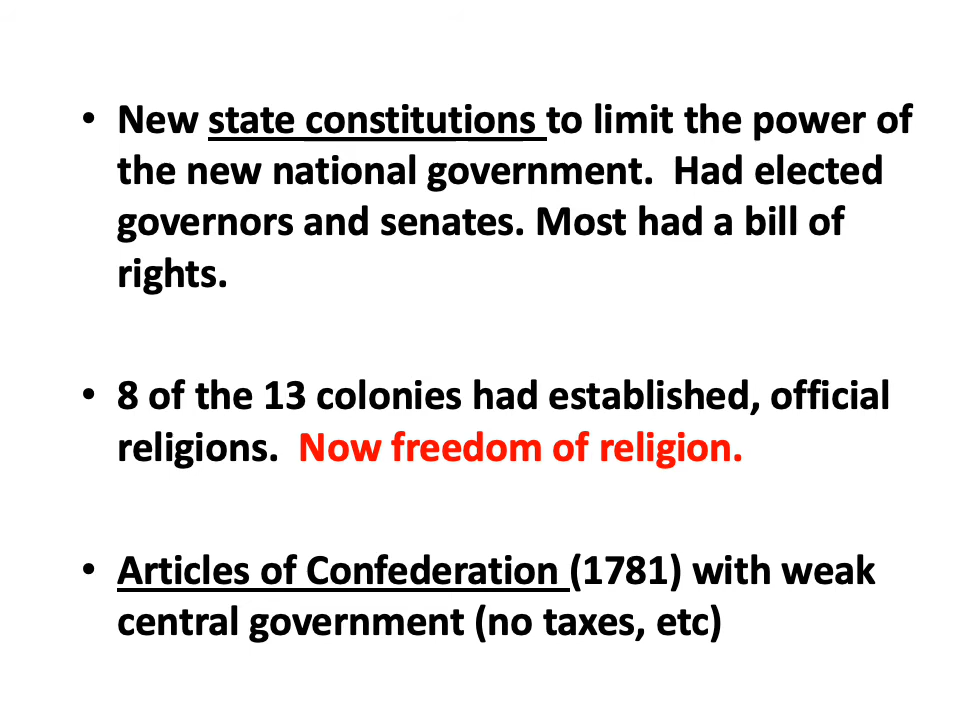 • New state constitutions to limit the power of
the new national government.  Had elected
governors and senates. Most had a bill of
rights.
• 8 of the 13 colonies had established, official
religions.  Now freedom of religion.
• Articles of Confederation (1781) with weak
central government (no taxes, etc)